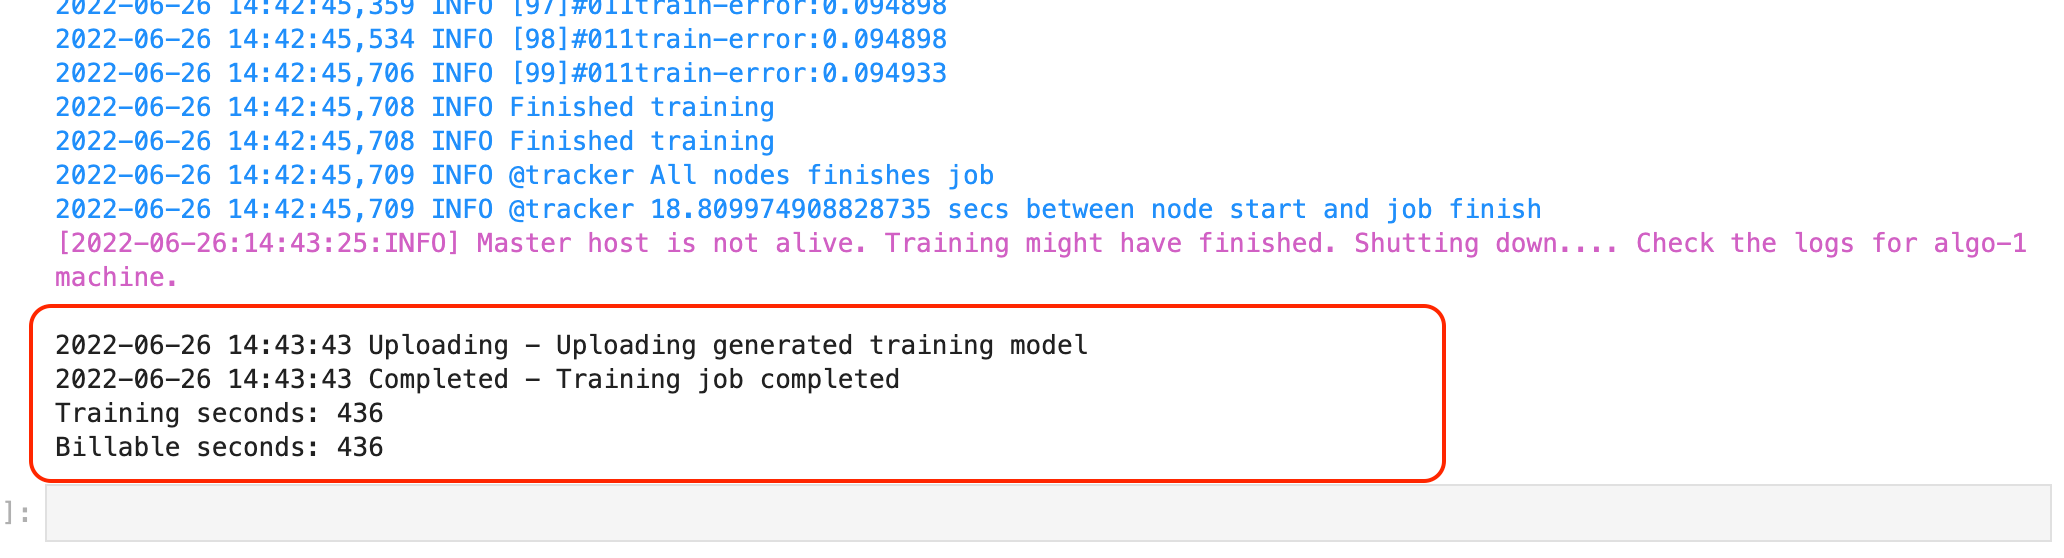 2022-06-26 14:42:45,359 INFO [97]#011train-error:0.094898
2022-06-26 14:42:45,534 INFO [98]#011train-error:0.094898
2022-06-26 14:42:45,706 INFO [99]#011train-error:0.094933
2022-06-26 14:42:45,708 INFO Finished training
2022-06-26 14:42:45,708 INFO Finished training
2022-06-26 14:42:45,709 INFO @tracker All nodes finishes job
2022-06-26 14:42:45,709 INFO @tracker 18.809974908828735 secs between node start and job finish
[2022-06-26:14:43:25:INFO] Master host is not alive. Training might have finished. Shutting down.... Check the logs for algo-1
machine.
2022-06-26 14:43:43 Uploading - Uploading generated training model
2022-06-26 14:43:43 Completed - Training job completed
Training seconds: 436
Billable seconds: 436
]: